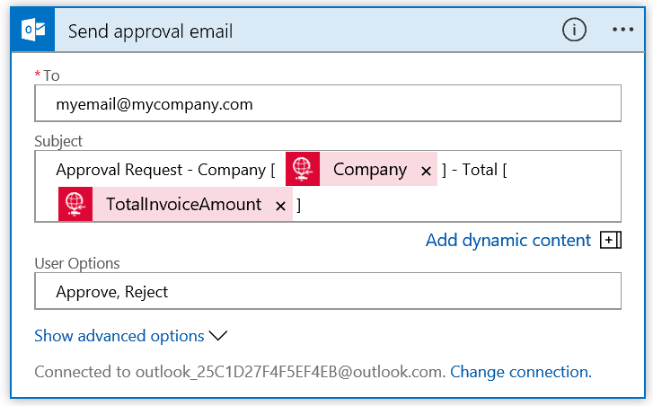 Send approval email
* To
myemail@mycompany.com
Subject
Approval Request - Company [ Company × ] - Total [
TotalInvoiceAmount × ]
Add dynamic content
User Options
Approve, Reject
Show advanced options
Connected to outlook_25C1D27F4F5EF4EB@outlook.com. Change connection.